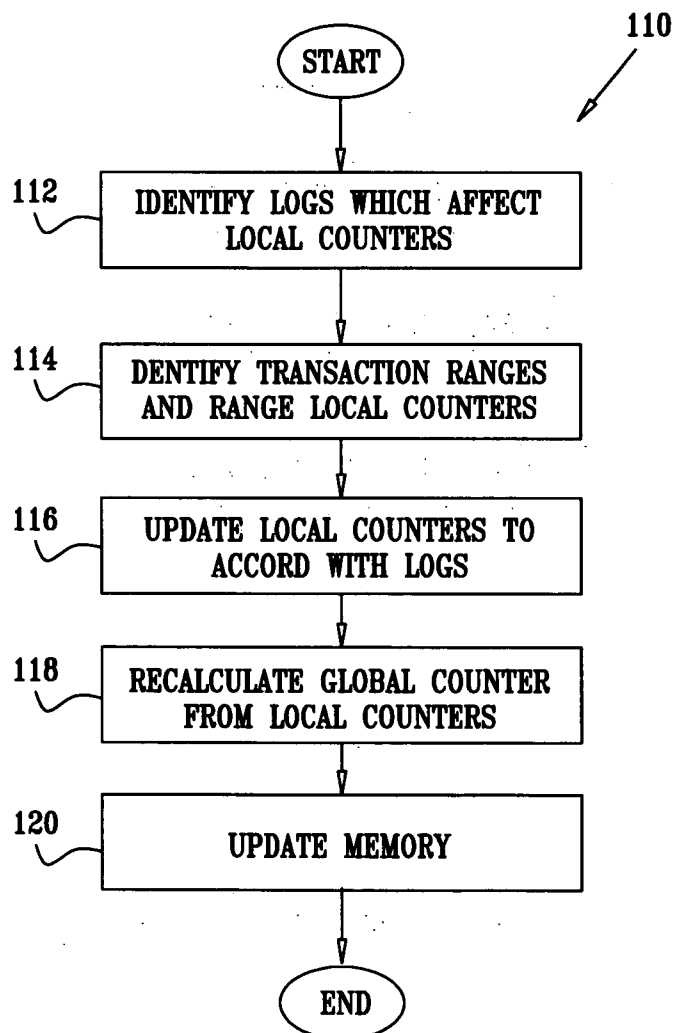 110
START
112
IDENTIFY LOGS WHICH AFFECT
LOCAL COUNTERS
114
DENTIFY TRANSACTION RANGES
AND RANGE LOCAL COUNTERS
116
UPDATE LOCAL COUNTERS TO
ACCORD WITH LOGS
118
RECALCULATE GLOBAL COUNTER
FROM LOCAL COUNTERS
120
UPDATE MEMORY
END